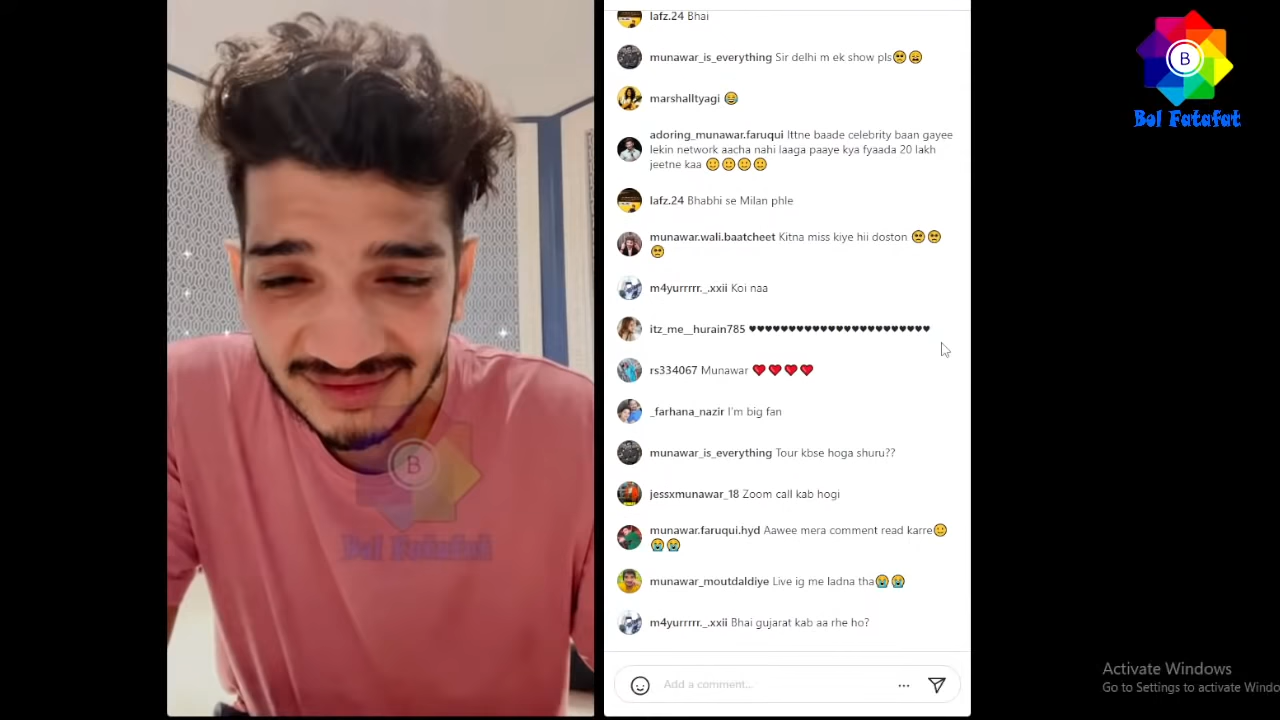 lafz.24 Bhai
munawar_is_everything Sir delhi m ek show pls🥺😩
marshalltyagi 😂
adoring_munawar.faruqui Ittne baade celebrity baan gayee
lekin network aacha nahi laaga paaye kya fyaada 20 lakh
jeetne kaa 🙂🙂🙂🙂
lafz.24 Bhabhi se Milan phle
munawar.wali.baatcheet Kitna miss kiye hii doston 🥺🥺
🥺
m4yurrrrr._.xxii Koi naa
itz_me__hurain785 ♥♥♥♥♥♥♥♥♥♥♥♥♥♥♥♥♥♥♥♥♥♥♥
rs334067 Munawar ❤️❤️❤️❤️
_farhana_nazir I'm big fan
munawar_is_everything Tour kbse hoga shuru??
jessxmunawar_18 Zoom call kab hogi
munawar.faruqui.hyd Aawee mera comment read karre🙂
😭😭
munawar_moutdaldiye Live ig me ladna tha😭😭
m4yurrrrr._.xxii Bhai gujarat kab aa rhe ho?
Add a comment...
B
Bol Fatafat
B
Bol Fatafat
Activate Windows
Go to Settings to activate Windo